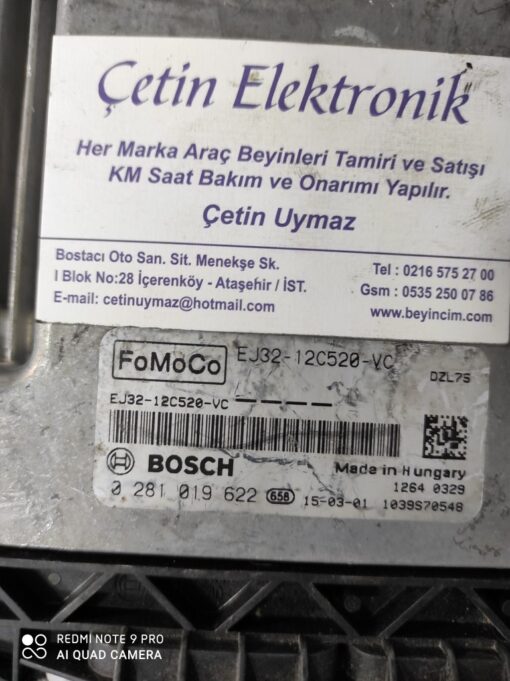 Çetin Elektronik
Her Marka Araç Beyinleri Tamiri ve Satışı
KM Saat Bakım ve Onarımı Yapılır.
Çetin Uymaz
Bostacı Oto San. Sit. Menekşe Sk.
I Blok No:28 İçerenköy - Ataşehir / İST.
E-mail: cetinuymaz@hotmail.com
Tel : 0216 575 27 00
Gsm : 0535 250 07 86
www.beyincim.com
FoMoCo
EJ32-12C520-VC
DZL75
EJ32-12C520-VC
BOSCH
Made in Hungary
1264 0329
0 281 019 622 656 15-03-01 1039S70548
REDMI NOTE 9 PRO
AI QUAD CAMERA